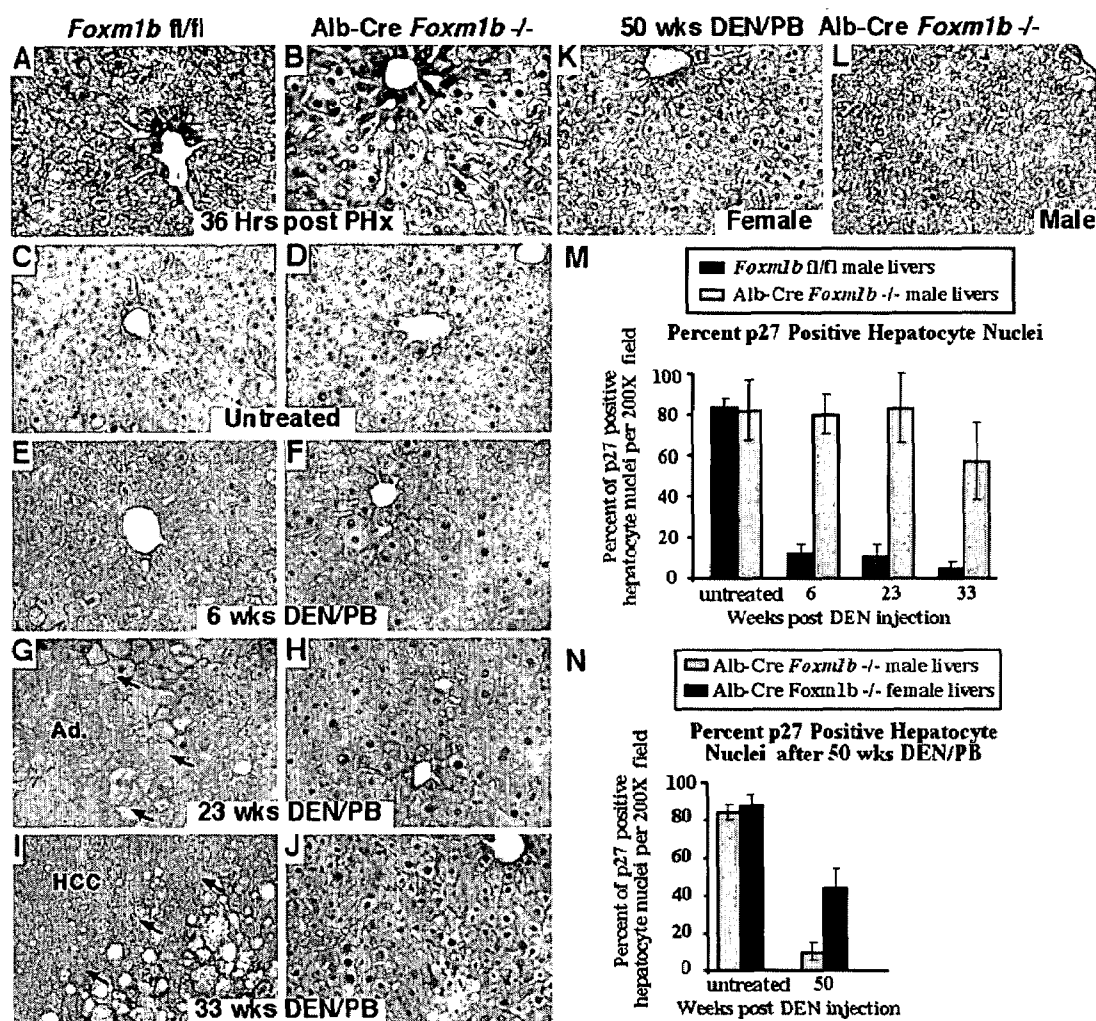 Foxm1b fl/fl
Alb-Cre Foxm1b -/-
50 wks DEN/PB
Alb-Cre Foxm1b -/-
A
B
K
L
36 Hrs post PHx
Female
Male
C
D
Untreated
E
F
6 wks DEN/PB
G
H
Ad.
23 wks DEN/PB
I
J
HCC
33 wks DEN/PB
M
Foxm1b fl/fl male livers
Alb-Cre Foxm1b -/- male livers
Percent p27 Positive Hepatocyte Nuclei
Percent of p27 positive
hepatocyte nuclei per 200X field
100
80
60
40
20
0
untreated 6 23 33
Weeks post DEN injection
N
Alb-Cre Foxm1b -/- male livers
Alb-Cre Foxm1b -/- female livers
Percent p27 Positive Hepatocyte
Nuclei after 50 wks DEN/PB
Percent of p27 positive
hepatocyte nuclei per 200X field
100
80
60
40
20
0
untreated 50
Weeks post DEN injection